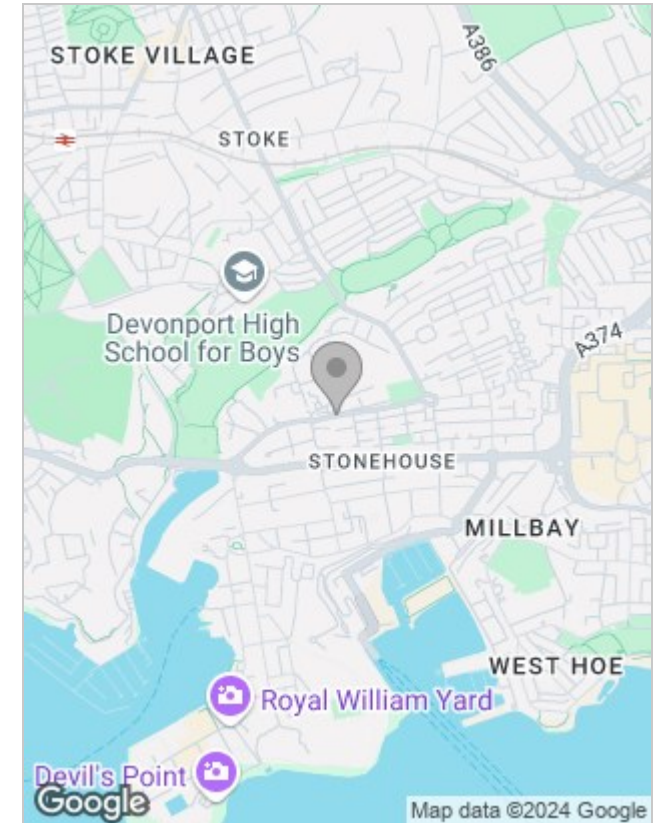 STOKE VILLAGE
A386
STOKE
Devonport High
School for Boys
A374
STONEHOUSE
MILLBAY
WEST HOE
Royal William Yard
Devil's Point
Google
Map data ©2024 Google